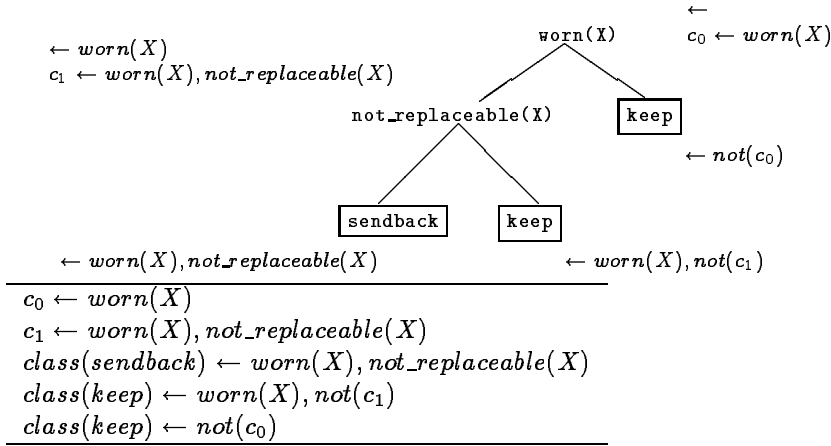 ←
worn(X)
c₀ ← worn(X)
← worn(X)
c₁ ← worn(X), not_replaceable(X)
not_replaceable(X)
keep
← not(c₀)
sendback
keep
← worn(X), not_replaceable(X)
← worn(X), not(c₁)
c₀ ← worn(X)
c₁ ← worn(X), not_replaceable(X)
class(sendback) ← worn(X), not_replaceable(X)
class(keep) ← worn(X), not(c₁)
class(keep) ← not(c₀)